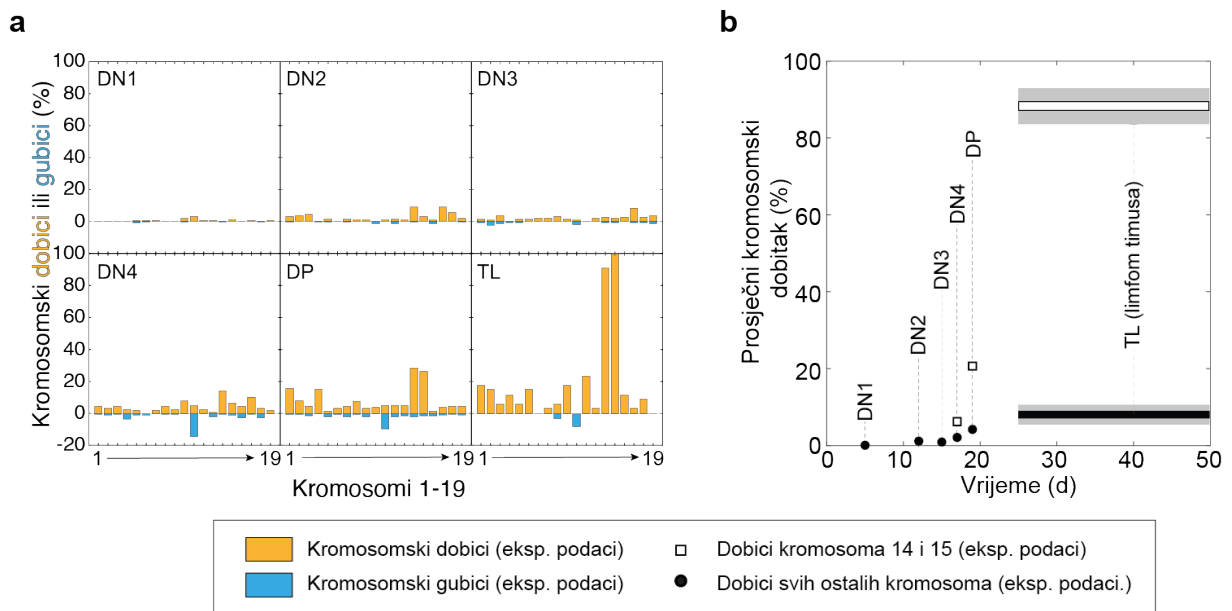 a
b
100
80
60
40
20
0
100
80
60
40
20
0
-20
Kromosomski dobici ili gubici (%)
DN1
DN2
DN3
DN4
DP
TL
1 19
1 19
1 19
Kromosomi 1-19
100
80
60
40
20
0
Prosječni kromosomski
dobitak (%)
DN1
DN2
DN3
DN4
DP
TL (limfom timusa)
0 10 20 30 40 50
Vrijeme (d)
Kromosomski dobici (eksp. podaci)
Kromosomski gubici (eksp. podaci)
Dobici kromosoma 14 i 15 (eksp. podaci)
Dobici svih ostalih kromosoma (eksp. podaci.)